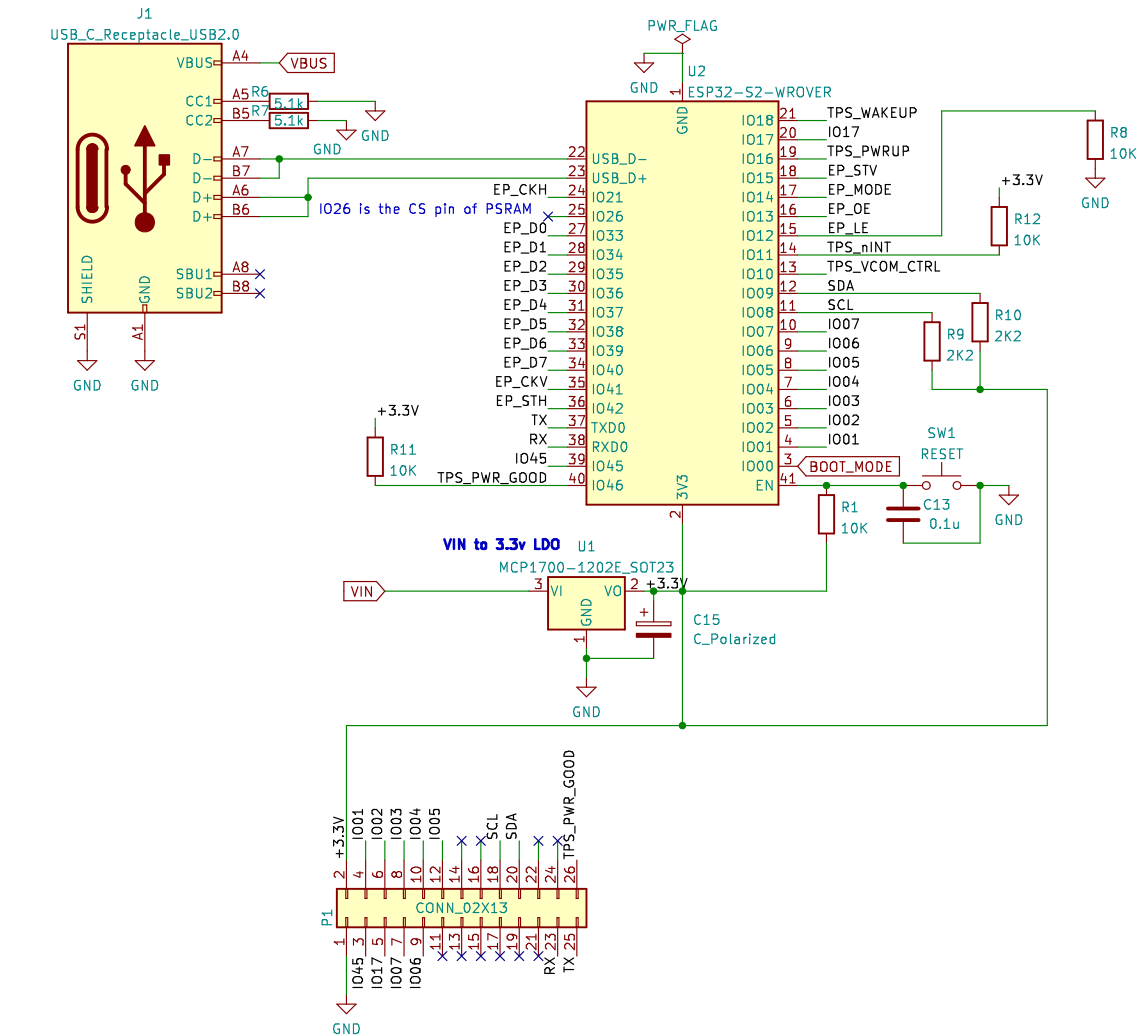 J1
USB_C_Receptacle_USB2.0
VBUS A4 VBUS
CC1 A5 R6 5.1k GND
CC2 B5 R7 5.1k GND
D- A7
D- B7
D+ A6
D+ B6
SBU1 A8
SBU2 B8
SHIELD GND
S1 A1
GND GND
PWR_FLAG
GND
U2
ESP32-S2-WROVER
1
GND
22 USB_D-
23 USB_D+
EP_CKH 24 IO21
IO26 is the CS pin of PSRAM 25 IO26
EP_D0 27 IO33
EP_D1 28 IO34
EP_D2 29 IO35
EP_D3 30 IO36
EP_D4 31 IO37
EP_D5 32 IO38
EP_D6 33 IO39
EP_D7 34 IO40
EP_CKV 35 IO41
EP_STH 36 IO42
TX 37 TXD0
RX 38 RXD0
IO45 39 IO45
TPS_PWR_GOOD 40 IO46
+3.3V
R11
10K
IO18 21 TPS_WAKEUP
IO17 20 IO17
IO16 19 TPS_PWRUP
IO15 18 EP_STV
IO14 17 EP_MODE
IO13 16 EP_OE
IO12 15 EP_LE
IO11 14 TPS_nINT
IO10 13 TPS_VCOM_CTRL
IO09 12 SDA
IO08 11 SCL
IO07 10 IO07
IO06 9 IO06
IO05 8 IO05
IO04 7 IO04
IO03 6 IO03
IO02 5 IO02
IO01 4 IO01
IO00 3 BOOT_MODE
EN 41
3V3
2
R8
10K
GND
+3.3V
R12
10K
R10
2K2
R9
2K2
SW1
RESET
GND
C13
0.1u
R1
10K
VIN to 3.3v LDO
U1
MCP1700-1202E_SOT23
VIN 3 VI VO 2 +3.3V
GND
1
+
C15
C_Polarized
GND
+3.3V IO01 IO02 IO03 IO04 IO05 SCL SDA TPS_PWR_GOOD
2 4 6 8 10 12 14 16 18 20 22 24 26
P1 CONN_02X13
1 3 5 7 9 11 13 15 17 19 21 23 25
IO45 IO17 IO07 IO06 RX TX
GND